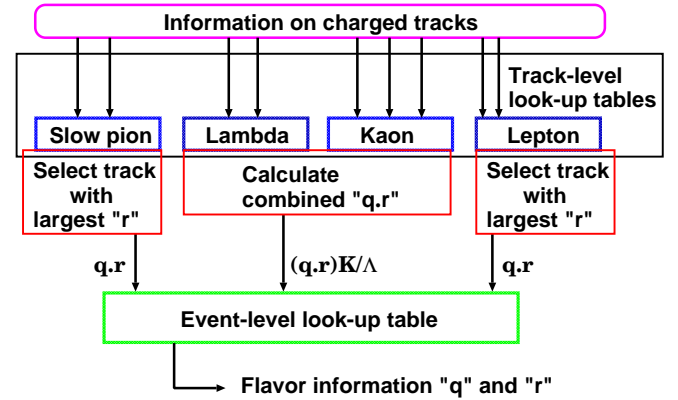 Information on charged tracks
Track-level
look-up tables
Slow pion
Lambda
Kaon
Lepton
Select track
with
largest "r"
Calculate
combined "q.r"
Select track
with
largest "r"
q.r
(q.r)K/Λ
q.r
Event-level look-up table
Flavor information "q" and "r"